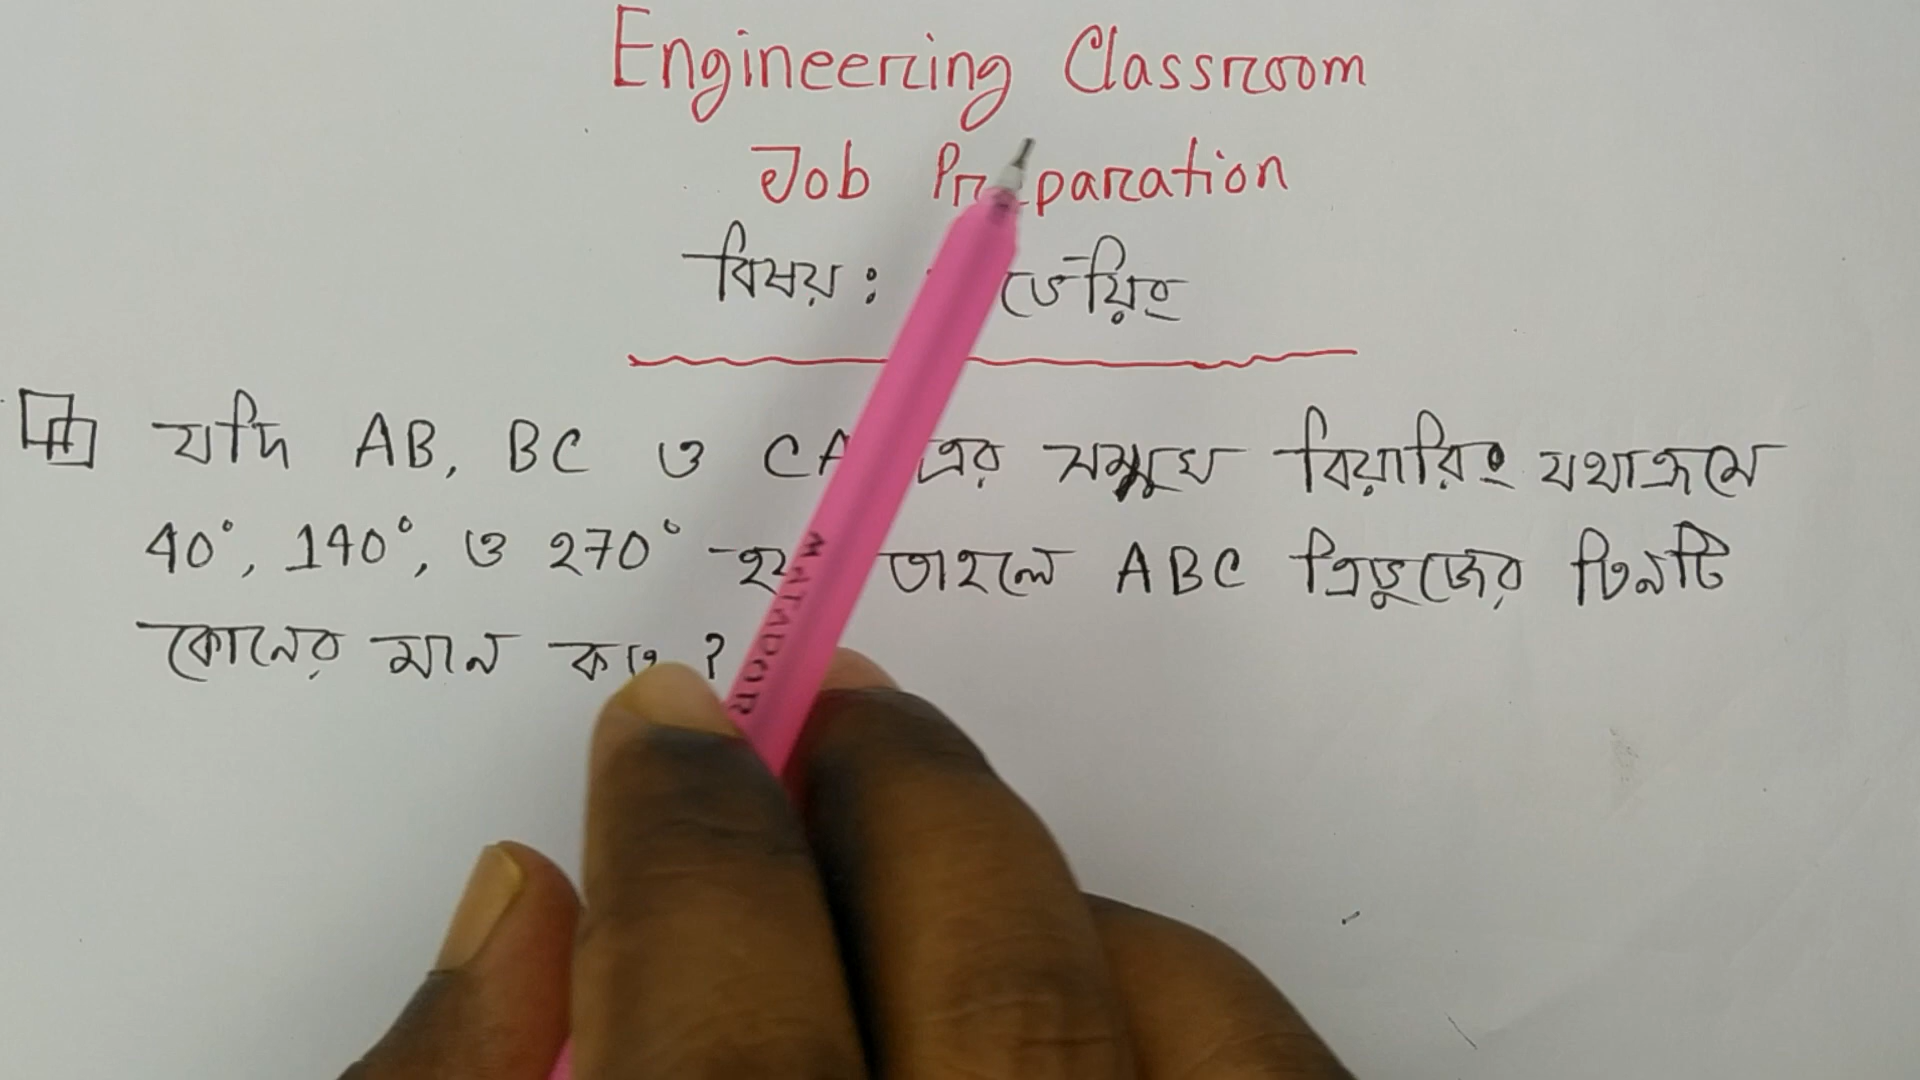 Engineering Classroom
Job Preparation
বিষয় :
যদি AB, BC ও CA এর সম্মুখ বিয়ারিং যথাক্রমে
40°, 140°, ও 270° তাহলে ABC ত্রিভুজের তিনটি
কোনের মান কত ?
MATADOR